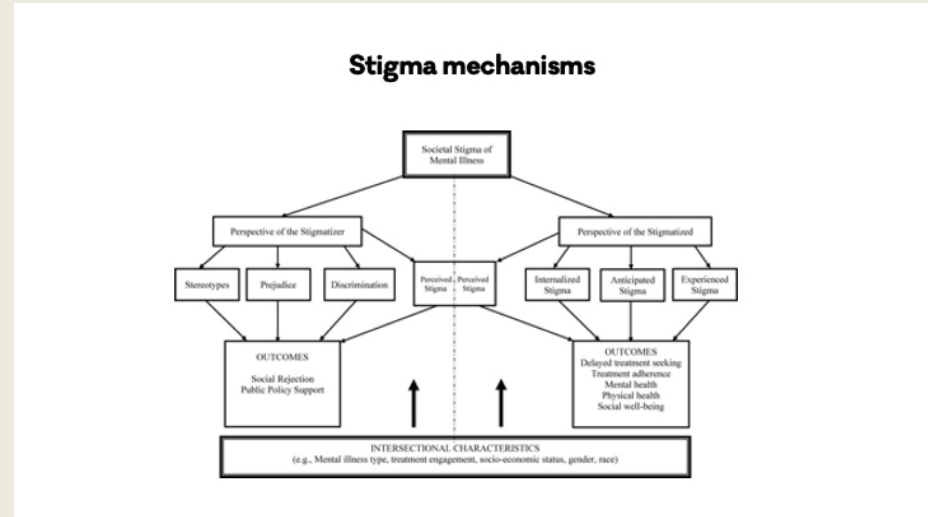 Stigma mechanisms
Societal Stigma of
Mental Illness
Perspective of the Stigmatizer
Perspective of the Stigmatized
Stereotypes
Prejudice
Discrimination
Perceived
Stigma
Perceived
Stigma
Internalized
Stigma
Anticipated
Stigma
Experienced
Stigma
OUTCOMES
Social Rejection
Public Policy Support
OUTCOMES
Delayed treatment seeking
Treatment adherence
Mental health
Physical health
Social well-being
INTERSECTIONAL CHARACTERISTICS
(e.g., Mental illness type, treatment engagement, socio-economic status, gender, race)